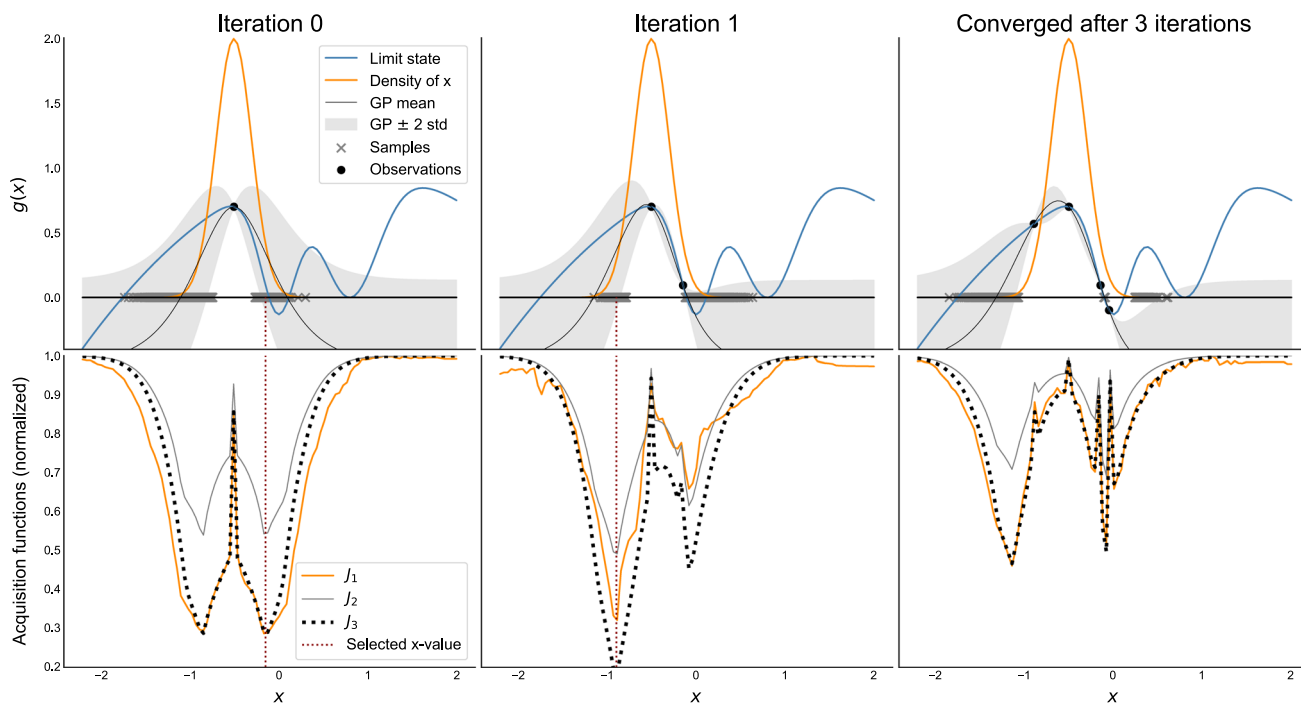 Iteration 0
Iteration 1
Converged after 3 iterations
g(x)
2.0
1.5
1.0
0.5
0.0
Limit state
Density of x
GP mean
GP ± 2 std
Samples
Observations
Acquisition functions (normalized)
1.0
0.9
0.8
0.7
0.6
0.5
0.4
0.3
0.2
J₁
J₂
J₃
Selected x-value
−2 −1 0 1 2
−2 −1 0 1 2
−2 −1 0 1 2
x
x
x